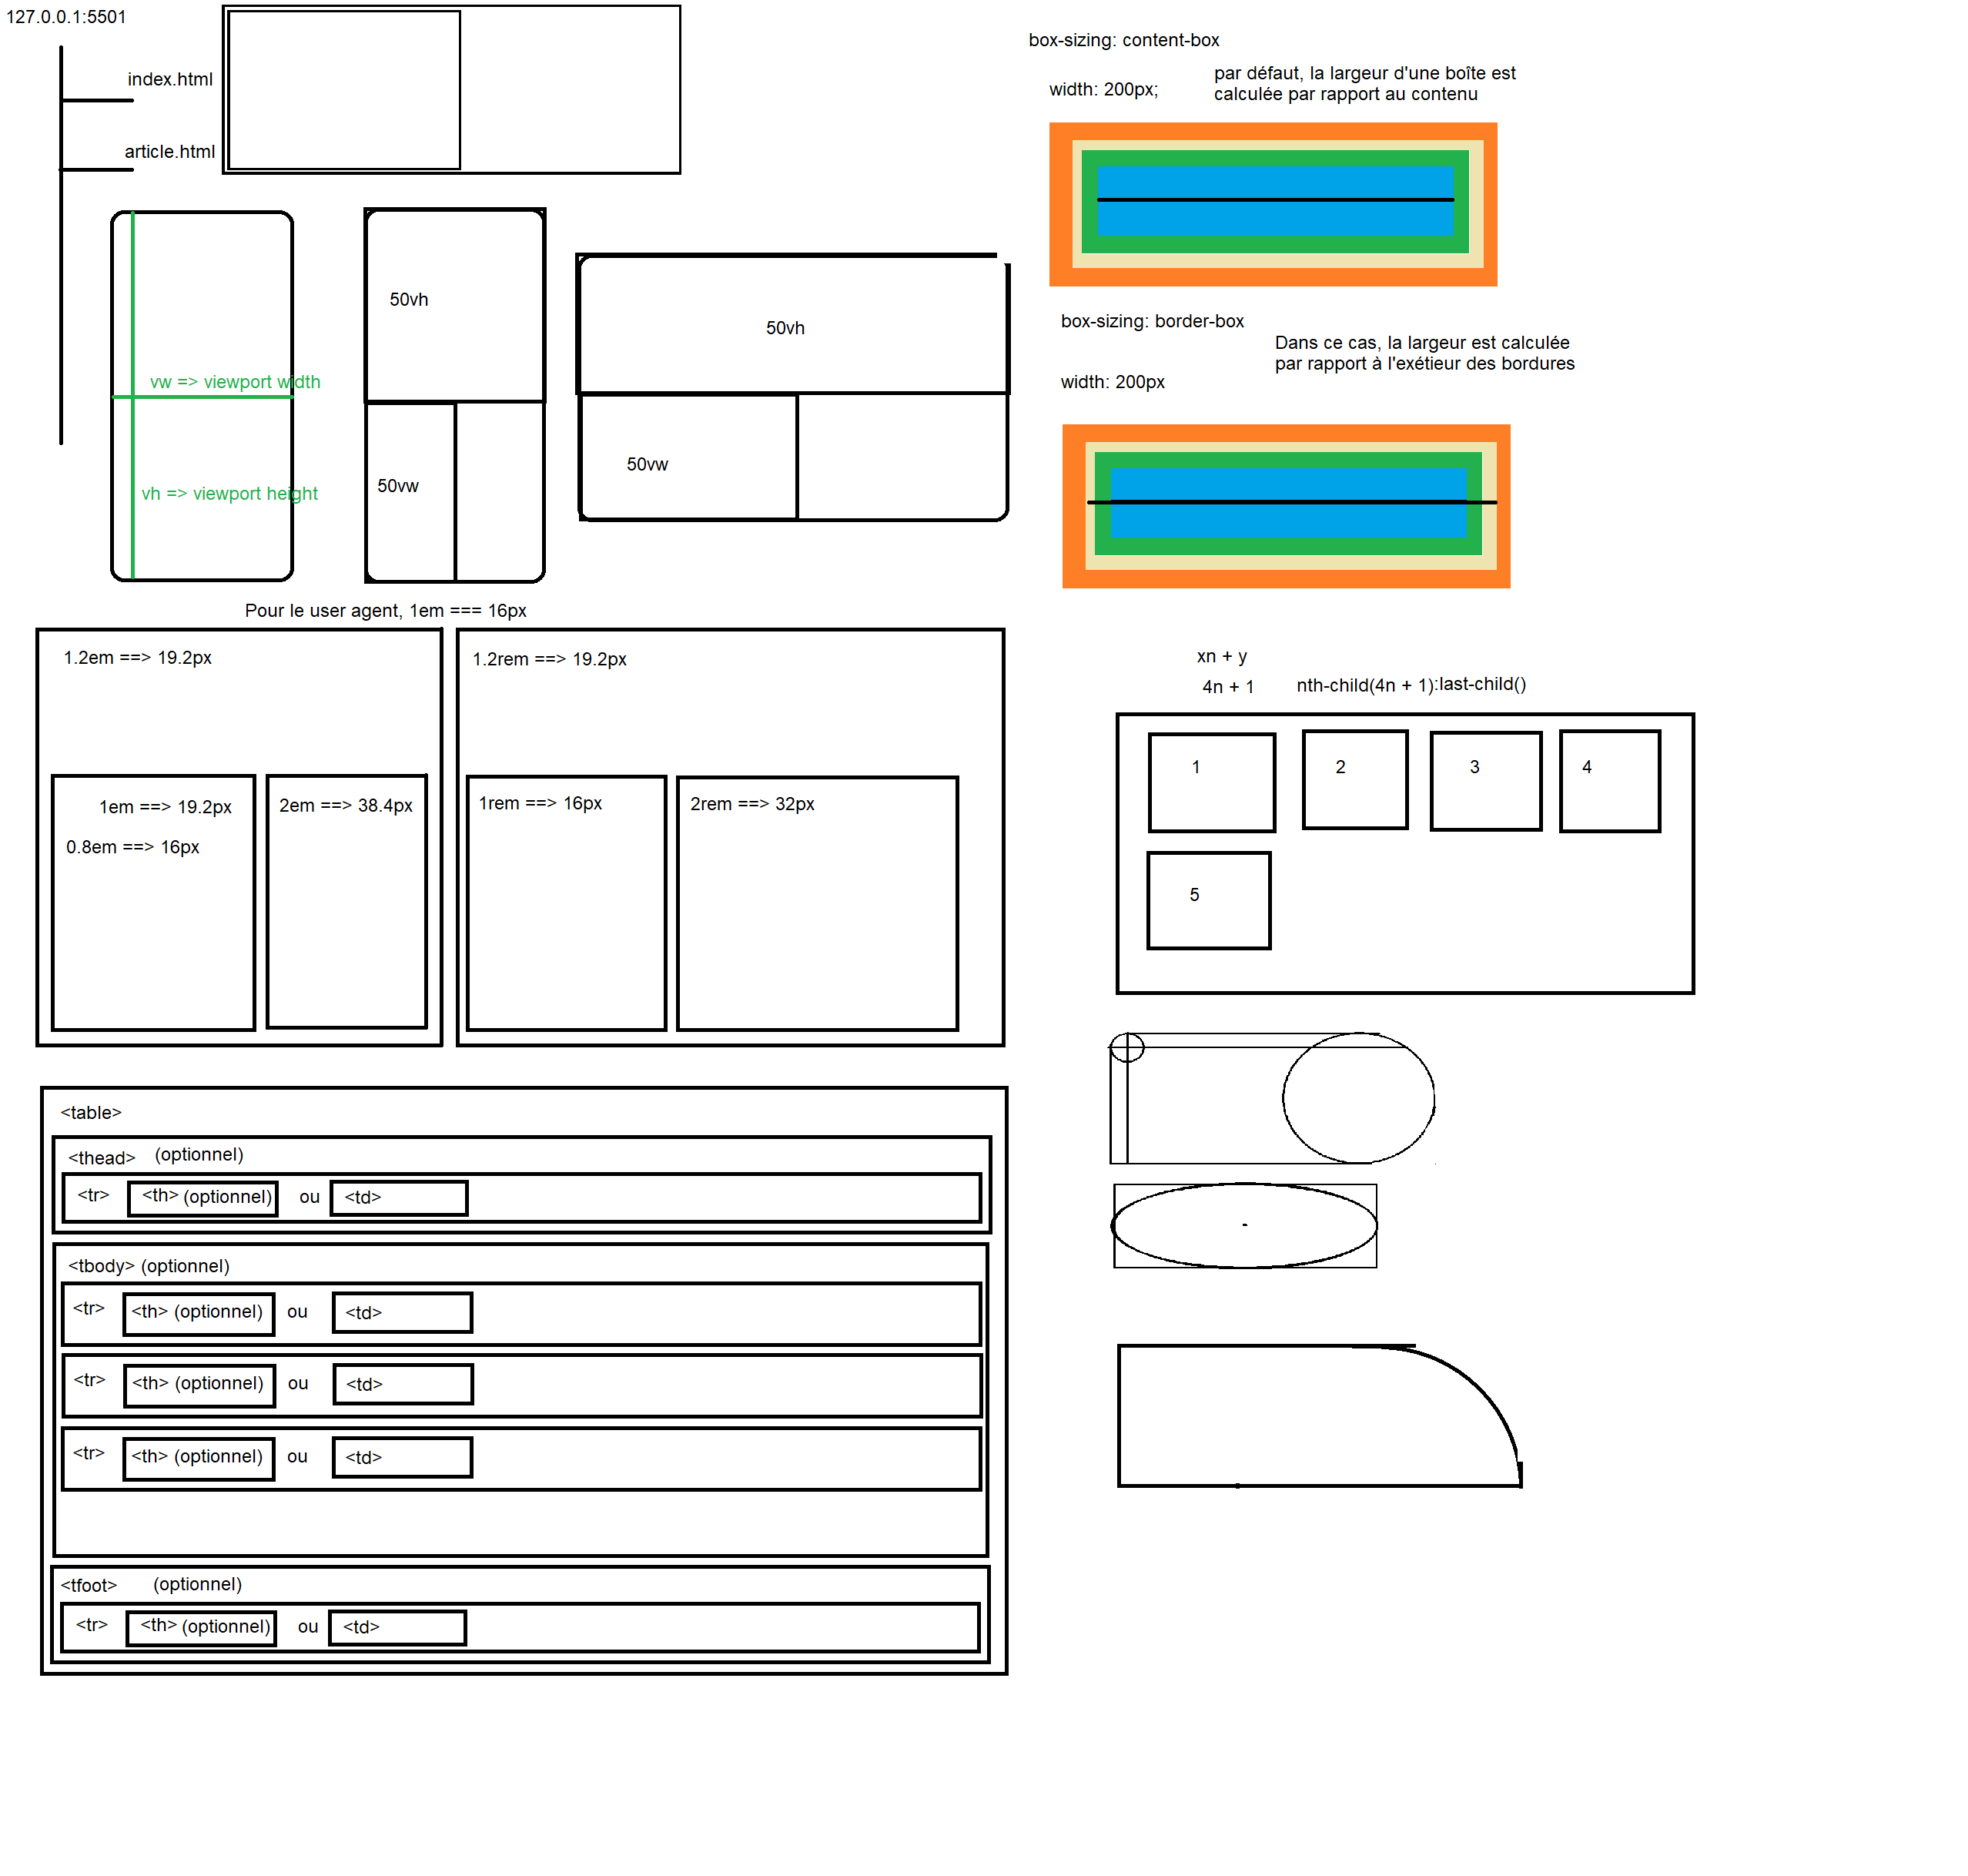 127.0.0.1:5501
index.html
article.html
vw => viewport width
vh => viewport height
50vh
50vw
50vh
50vw
box-sizing: content-box
width: 200px;
par défaut, la largeur d'une boîte est
calculée par rapport au contenu
box-sizing: border-box
Dans ce cas, la largeur est calculée
par rapport à l'exétieur des bordures
width: 200px
Pour le user agent, 1em === 16px
1.2em ==> 19.2px
1em ==> 19.2px
0.8em ==> 16px
2em ==> 38.4px
1.2rem ==> 19.2px
1rem ==> 16px
2rem ==> 32px
xn + y
4n + 1
nth-child(4n + 1):last-child()
1
2
3
4
5
<table>
<thead> (optionnel)
<tr> <th> (optionnel) ou <td>
<tbody> (optionnel)
<tr> <th> (optionnel) ou <td>
<tr> <th> (optionnel) ou <td>
<tr> <th> (optionnel) ou <td>
<tfoot> (optionnel)
<tr> <th> (optionnel) ou <td>